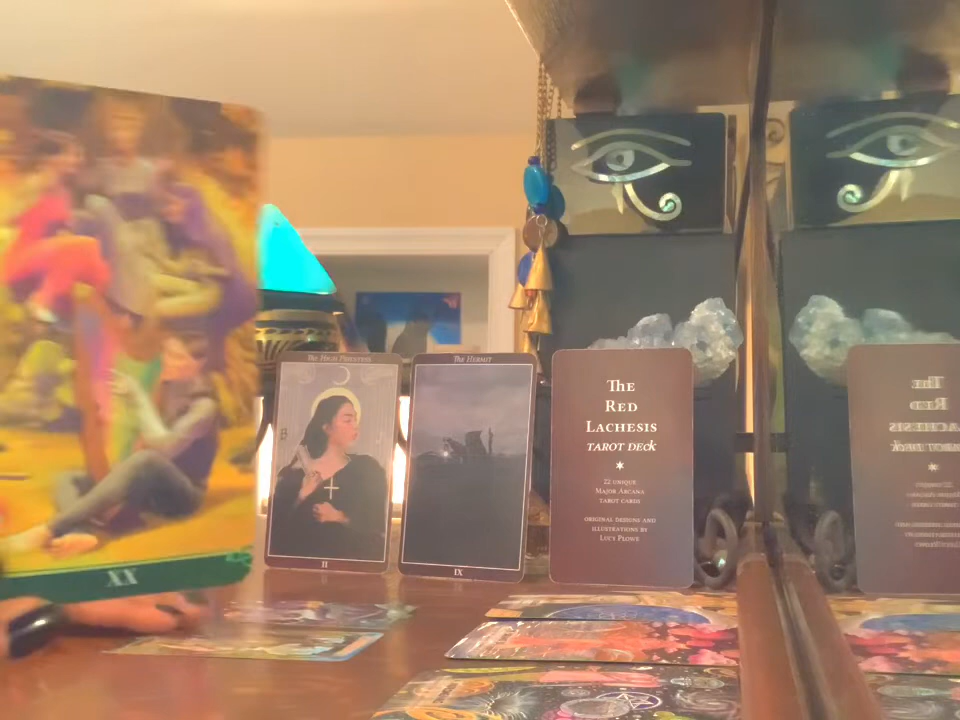 The High Priestess
II
The Hermit
IX
The
Red
Lachesis
tarot deck
22 unique
Major Arcana
tarot cards
original designs and
illustrations by
Lucy Plowe
XX